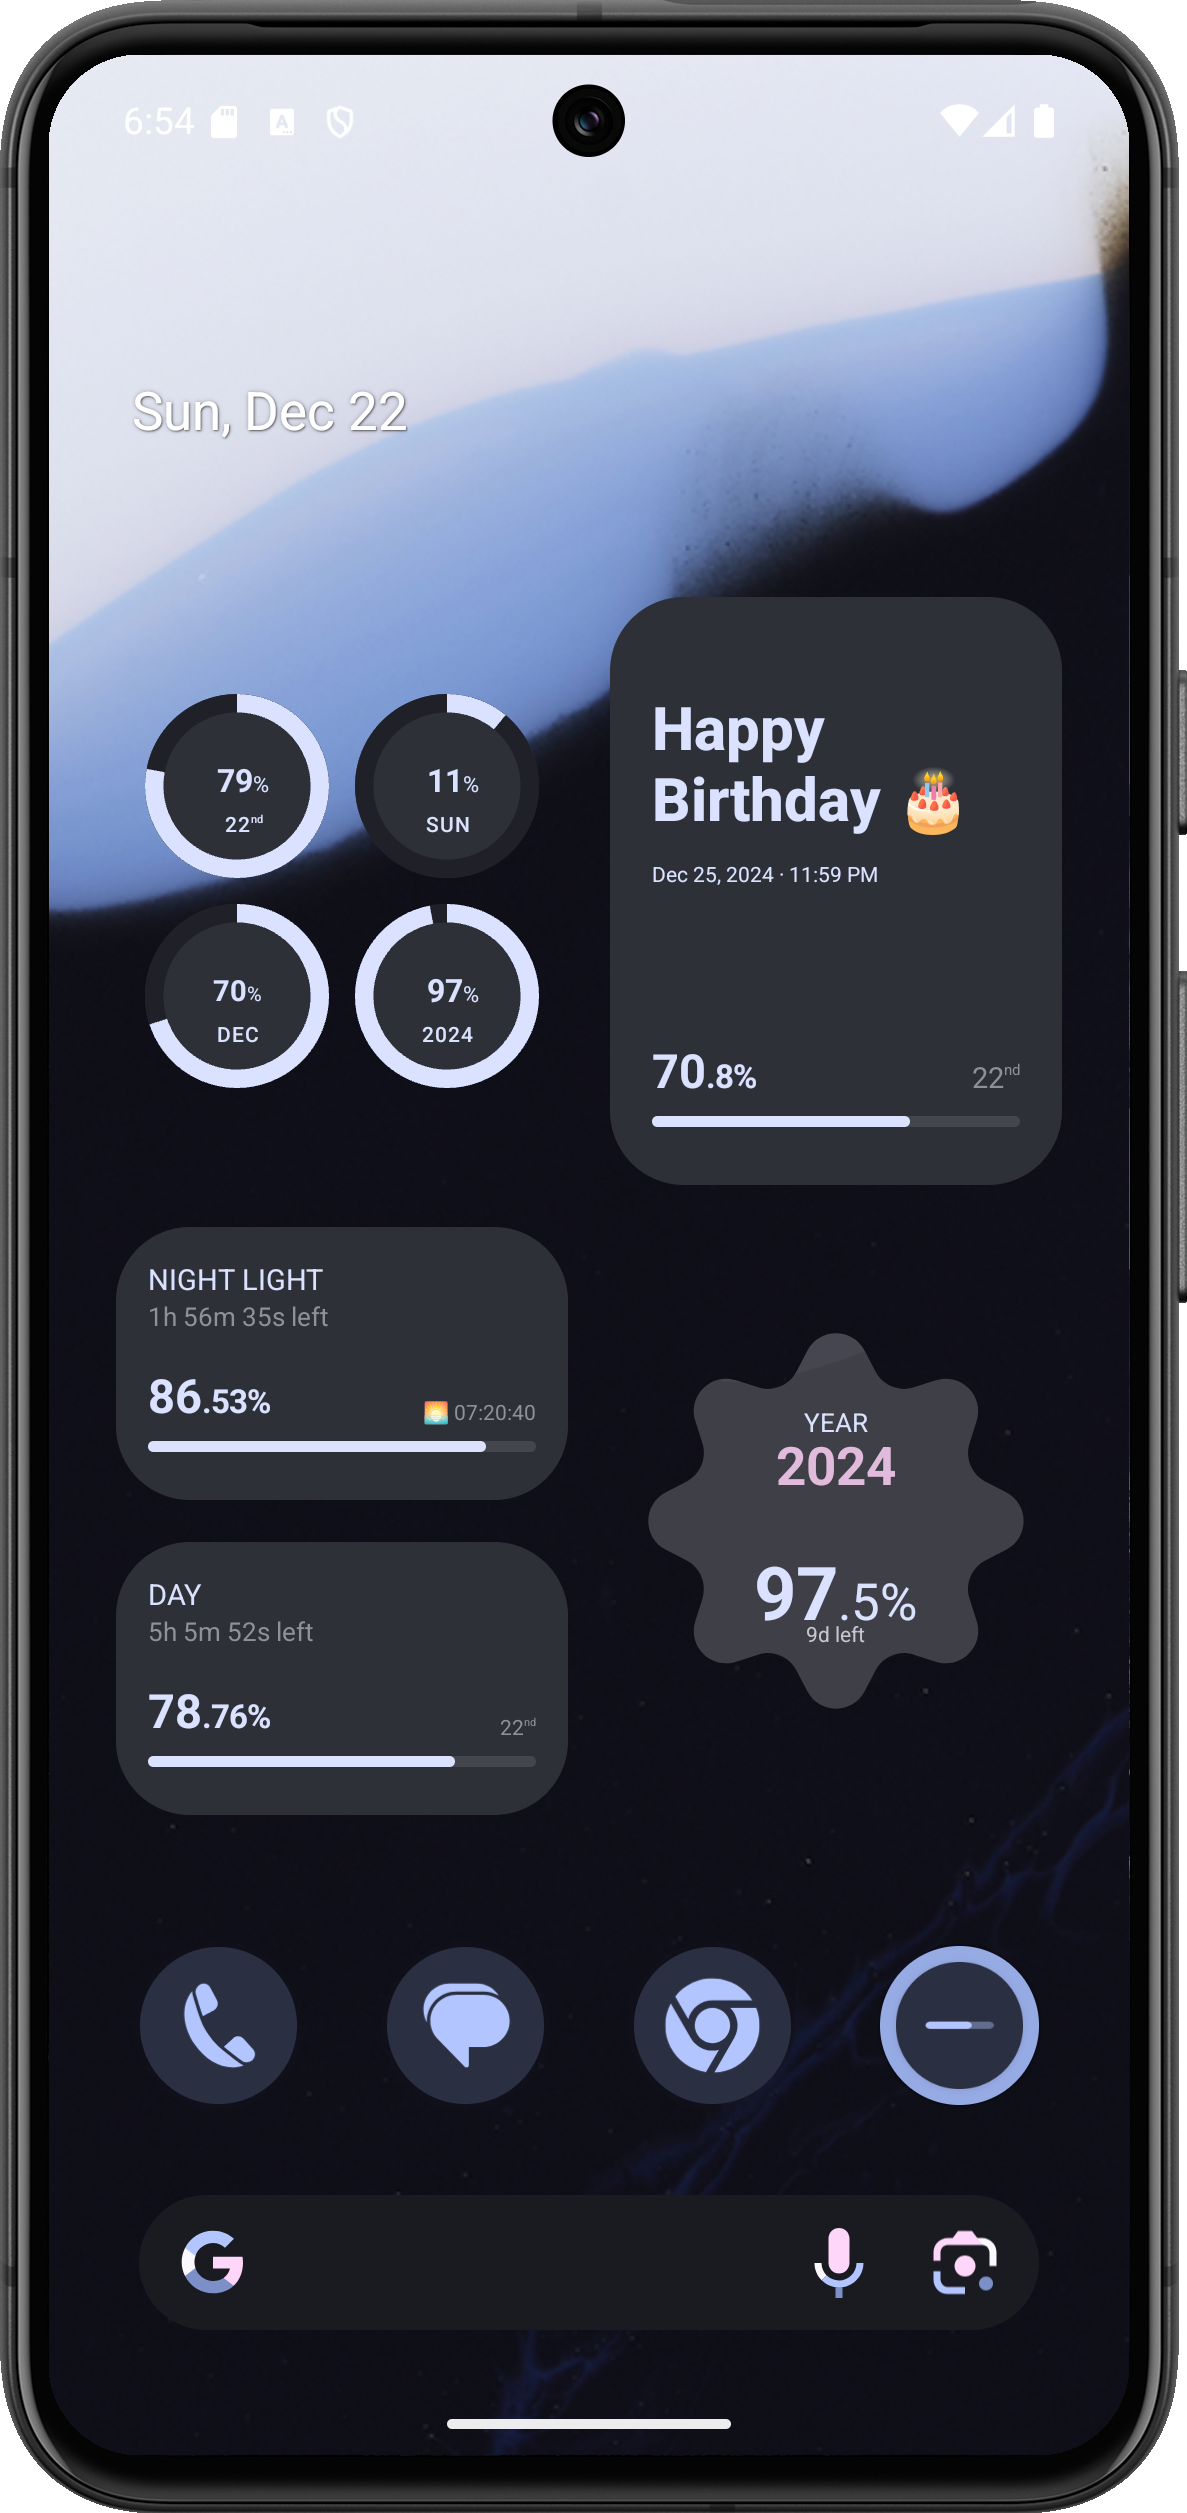 6:54
Sun, Dec 22
79%
22nd
11%
SUN
70%
DEC
97%
2024
Happy
Birthday 🎂
Dec 25, 2024 · 11:59 PM
70.8%
22nd
NIGHT LIGHT
1h 56m 35s left
86.53%
🌅 07:20:40
DAY
5h 5m 52s left
78.76%
22nd
YEAR
2024
97.5%
9d left